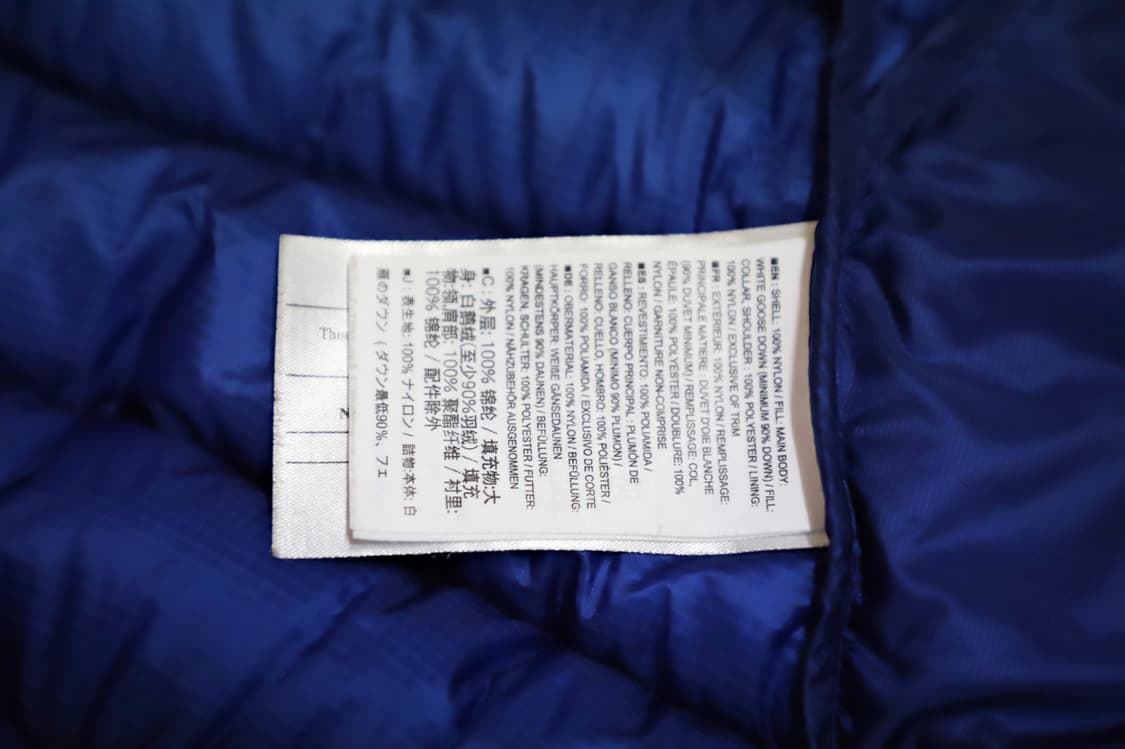 ■EN : SHELL: 100% NYLON / FILL: MAIN BODY:
WHITE GOOSE DOWN (MINIMUM 90% DOWN) / FILL:
COLLAR, SHOULDER : 100% POLYESTER / LINING:
100% NYLON / EXCLUSIVE OF TRIM
■FR : EXTÉRIEUR: 100% NYLON / REMPLISSAGE:
PRINCIPALE MATIERE : DUVET D'OIE BLANCHE
(90% DUVET MINIMUM) / REMPLISSAGE: COL,
ÉPAULE: 100% POLYESTER / DOUBLURE: 100%
NYLON / GARNITURE NON-COMPRISE
■ES : REVESTIMIENTO: 100% POLIAMIDA /
RELLENO: CUERPO PRINCIPAL : PLUMÓN DE
GANSO BLANCO (MINIMO 90% PLUMON) /
RELLENO: CUELLO, HOMBRO: 100% POLIÉSTER /
FORRO: 100% POLIAMIDA / EXCLUSIVO DE CORTE
■DE : OBERMATERIAL 100% NYLON / BEFÜLLUNG:
HAUPTKÖRPER: WEIßE GÄNSEDAUNEN
(MINDESTENS 90% DAUNEN) / BEFÜLLUNG:
KRAGEN, SCHULTER: 100% POLYESTER / FUTTER:
100% NYLON / NÄHZUBEHÖR AUSGENOMMEN
■C : 外层: 100% 锦纶 / 填充物:大
身: 白鹅绒(至少90%羽绒) / 填充
物:领,肩部: 100% 聚酯纤维 / 衬里:
100% 锦纶 / 配件除外
■J : 表生地: 100% ナイロン / 詰物:本体: 白
雁のダウン ( ダウン最低90%、フェ
This